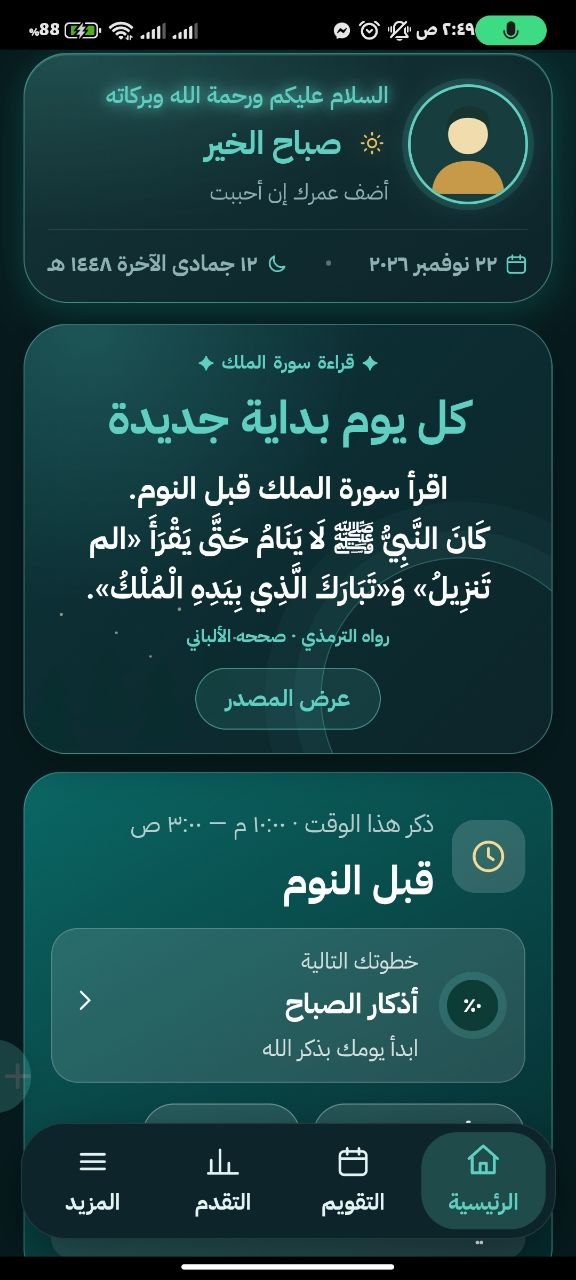 ٢:٤٩ ص
%88
السلام عليكم ورحمة الله وبركاته
صباح الخير
أضف عمرك إن أحببت
٢٢ نوفمبر ٢٠٢٦ • ١٢ جمادى الآخرة ١٤٤٨ هـ
✦ قراءة سورة الملك ✦
كل يوم بداية جديدة
اقرأ سورة الملك قبل النوم.
كَانَ النَّبِيُّ ﷺ لَا يَنَامُ حَتَّى يَقْرَأَ «الم
تَنزِيلُ» وَ«تَبَارَكَ الَّذِي بِيَدِهِ الْمُلْكُ».
رواه الترمذي · صححه الألباني
عرض المصدر
ذكر هذا الوقت · ١٠:٠٠ م — ٣:٠٠ ص
قبل النوم
خطوتك التالية
أذكار الصباح
ابدأ يومك بذكر الله
٠٪
الرئيسية
التقويم
التقدم
المزيد